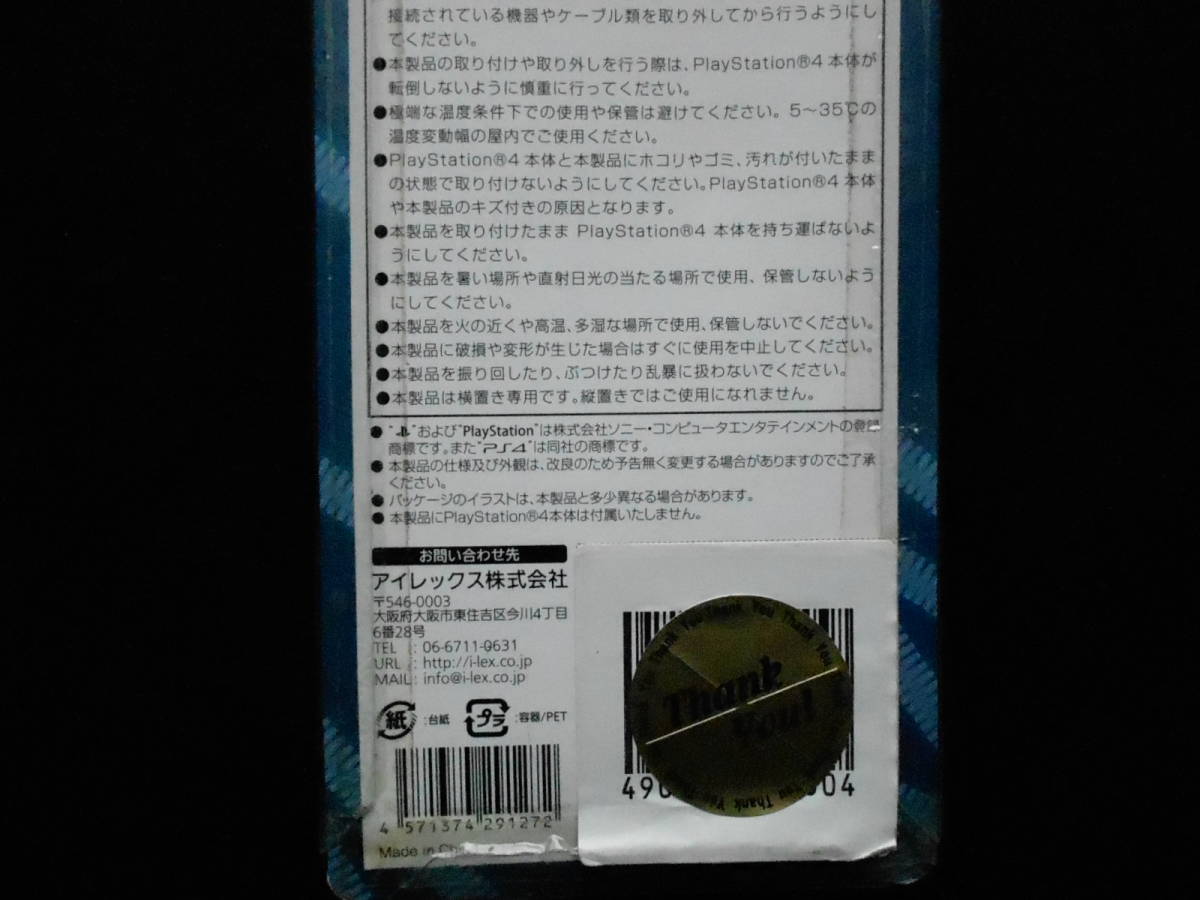 接続されている機器やケーブル類を取り外してから行うようにし
てください。
●本製品の取り付けや取り外しを行う際は、PlayStation®4 本体が
転倒しないように慎重に行ってください。
●極端な温度条件下での使用や保管は避けてください。5～35℃の
温度変動幅の屋内でご使用ください。
●PlayStation®4 本体と本製品にホコリやゴミ、汚れが付いたまま
の状態で取り付けないようにしてください。PlayStation®4 本体
や本製品のキズ付きの原因となります。
●本製品を取り付けたまま PlayStation®4 本体を持ち運ばないよ
うにしてください。
●本製品を暑い場所や直射日光の当たる場所で使用、保管しないよう
にしてください。
●本製品を火の近くや高温、多湿な場所で使用、保管しないでください。
●本製品に破損や変形が生じた場合はすぐに使用を中止してください。
●本製品を振り回したり、ぶつけたり乱暴に扱わないでください。
●本製品は横置き専用です。縦置きではご使用になれません。
● " "および"PlayStation"は株式会社ソニー・コンピュータエンタテインメントの登録
商標です。また"PS4"は同社の商標です。
● 本製品の仕様及び外観は、改良のため予告無く変更する場合がありますのでご了承
ください。
● パッケージのイラストは、本製品と多少異なる場合があります。
● 本製品にPlayStation®4本体は付属いたしません。
お問い合わせ先
アイレックス株式会社
〒546-0003
大阪府大阪市東住吉区今川4丁目
6番28号
TEL : 06-6711-0631
URL : http://i-lex.co.jp
MAIL : info@i-lex.co.jp
紙 :台紙 プラ :容器/PET
4 571374 291272
Made in
Thank You Thank You Thank You
Thank
You!
490 04